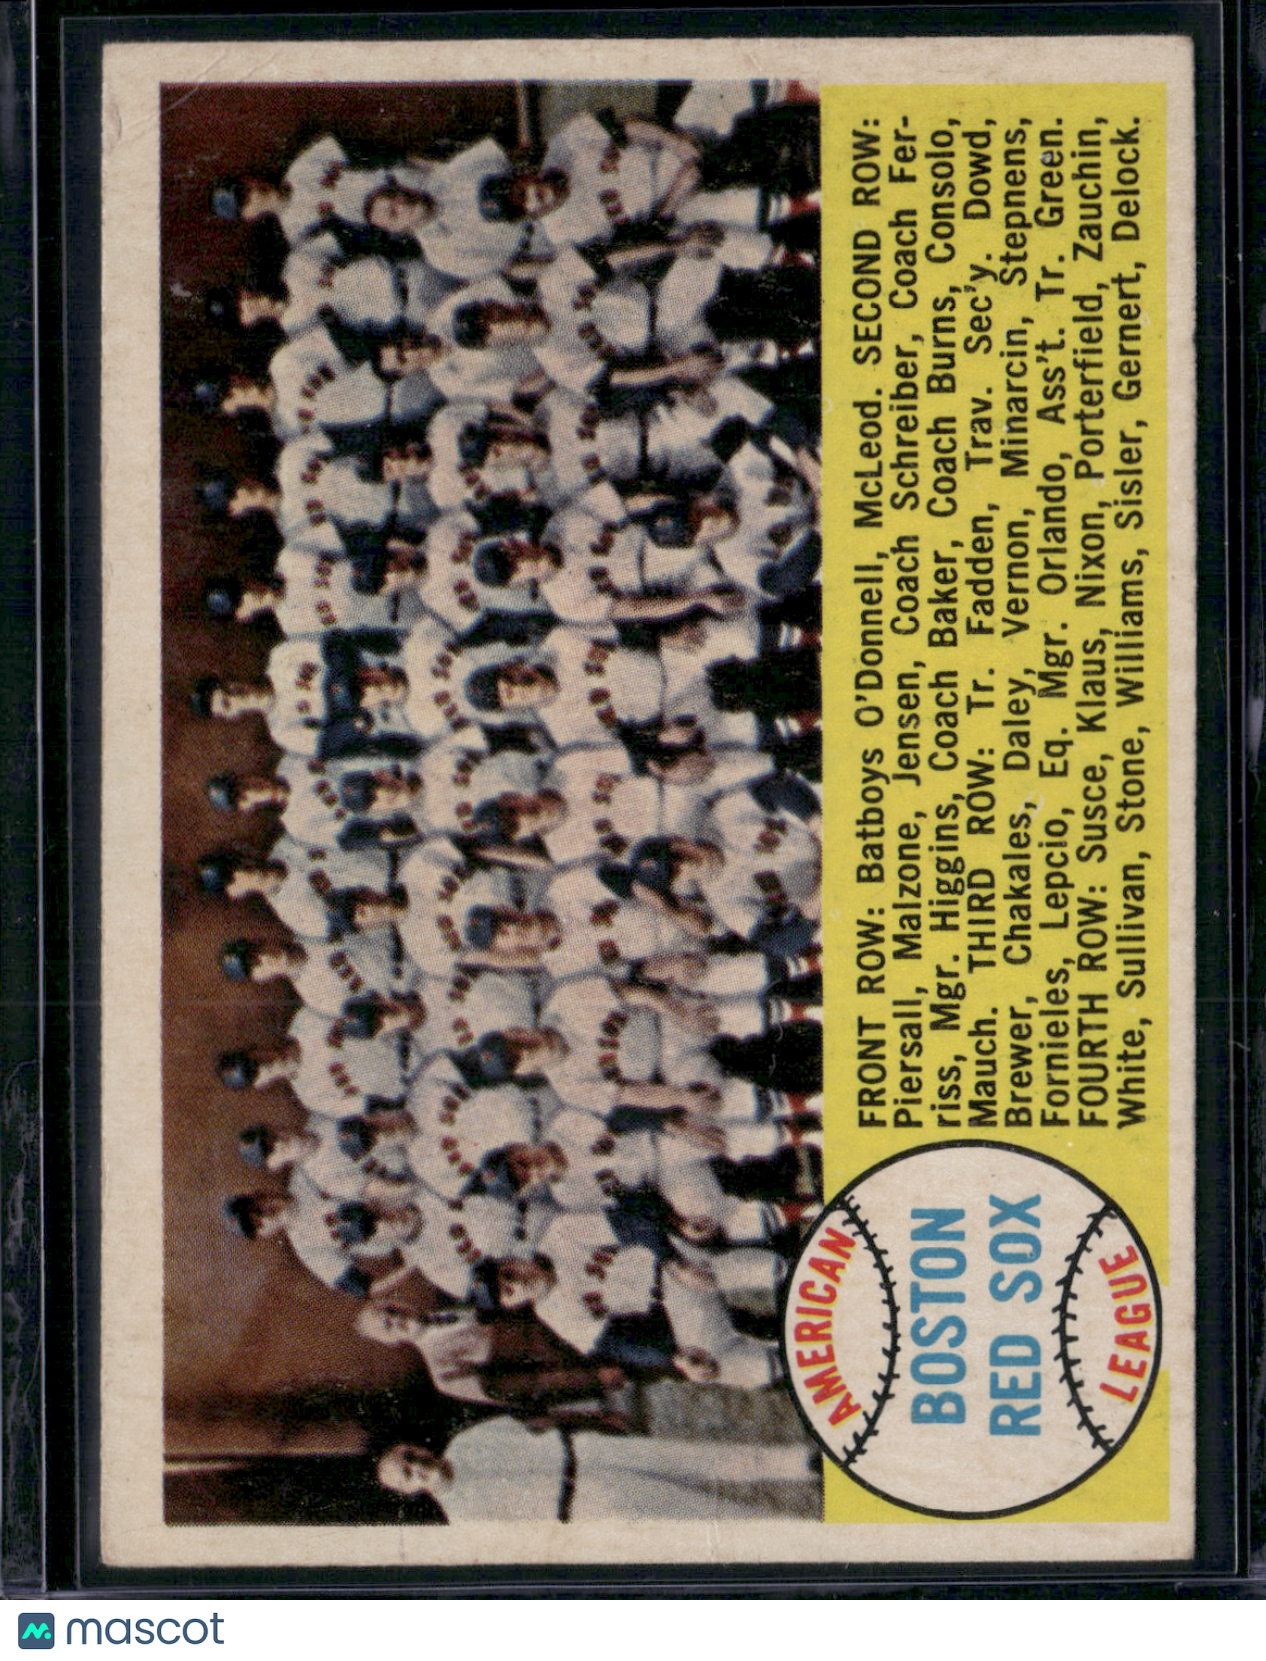 FRONT ROW: Batboys O'Donnell, McLeod. SECOND ROW:
Piersall, Malzone, Jensen, Coach Schreiber, Coach Fer-
riss, Mgr. Higgins, Coach Baker, Coach Burns, Consolo,
Mauch. THIRD ROW: Tr. Fadden, Trav. Sec'y. Dowd,
Brewer, Chakales, Daley, Vernon, Minarcin, Stepnens,
Fornieles, Lepcio, Eq. Mgr. Orlando, Ass't. Tr. Green.
FOURTH ROW: Susce, Klaus, Nixon, Porterfield, Zauchin,
White, Sullivan, Stone, Williams, Sisler, Gernert, Delock.
AMERICAN
BOSTON
RED SOX
LEAGUE
mascot